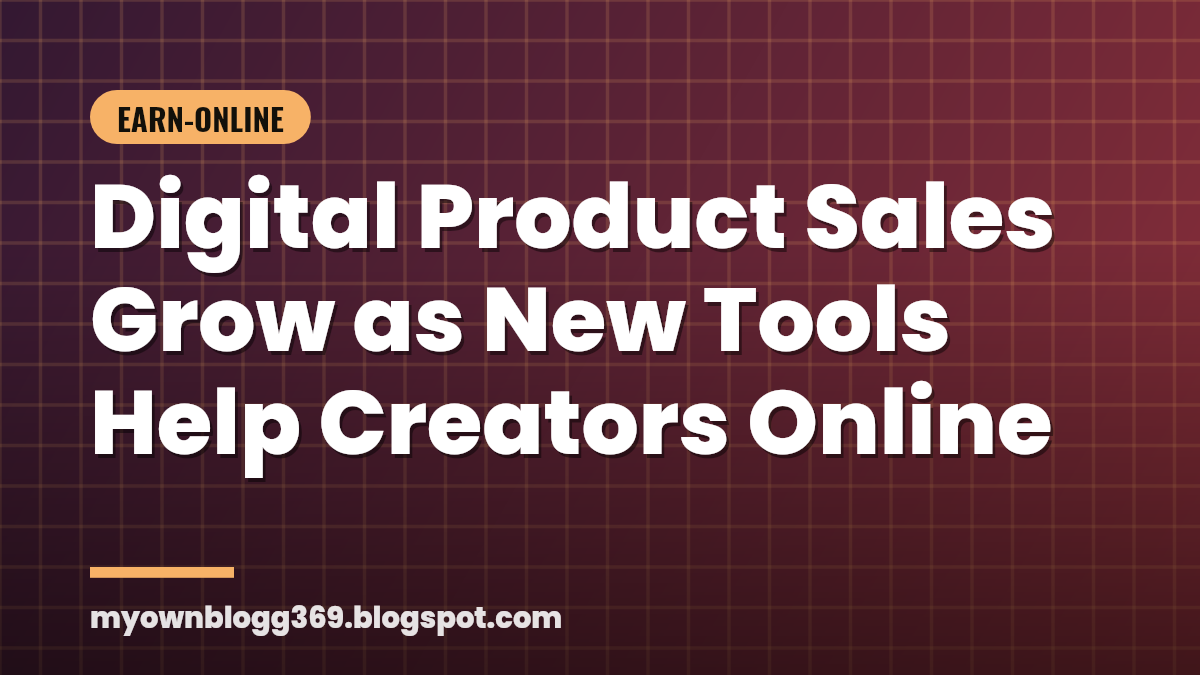 EARN-ONLINE
Digital Product Sales
Grow as New Tools
Help Creators Online
myownblogg369.blogspot.com